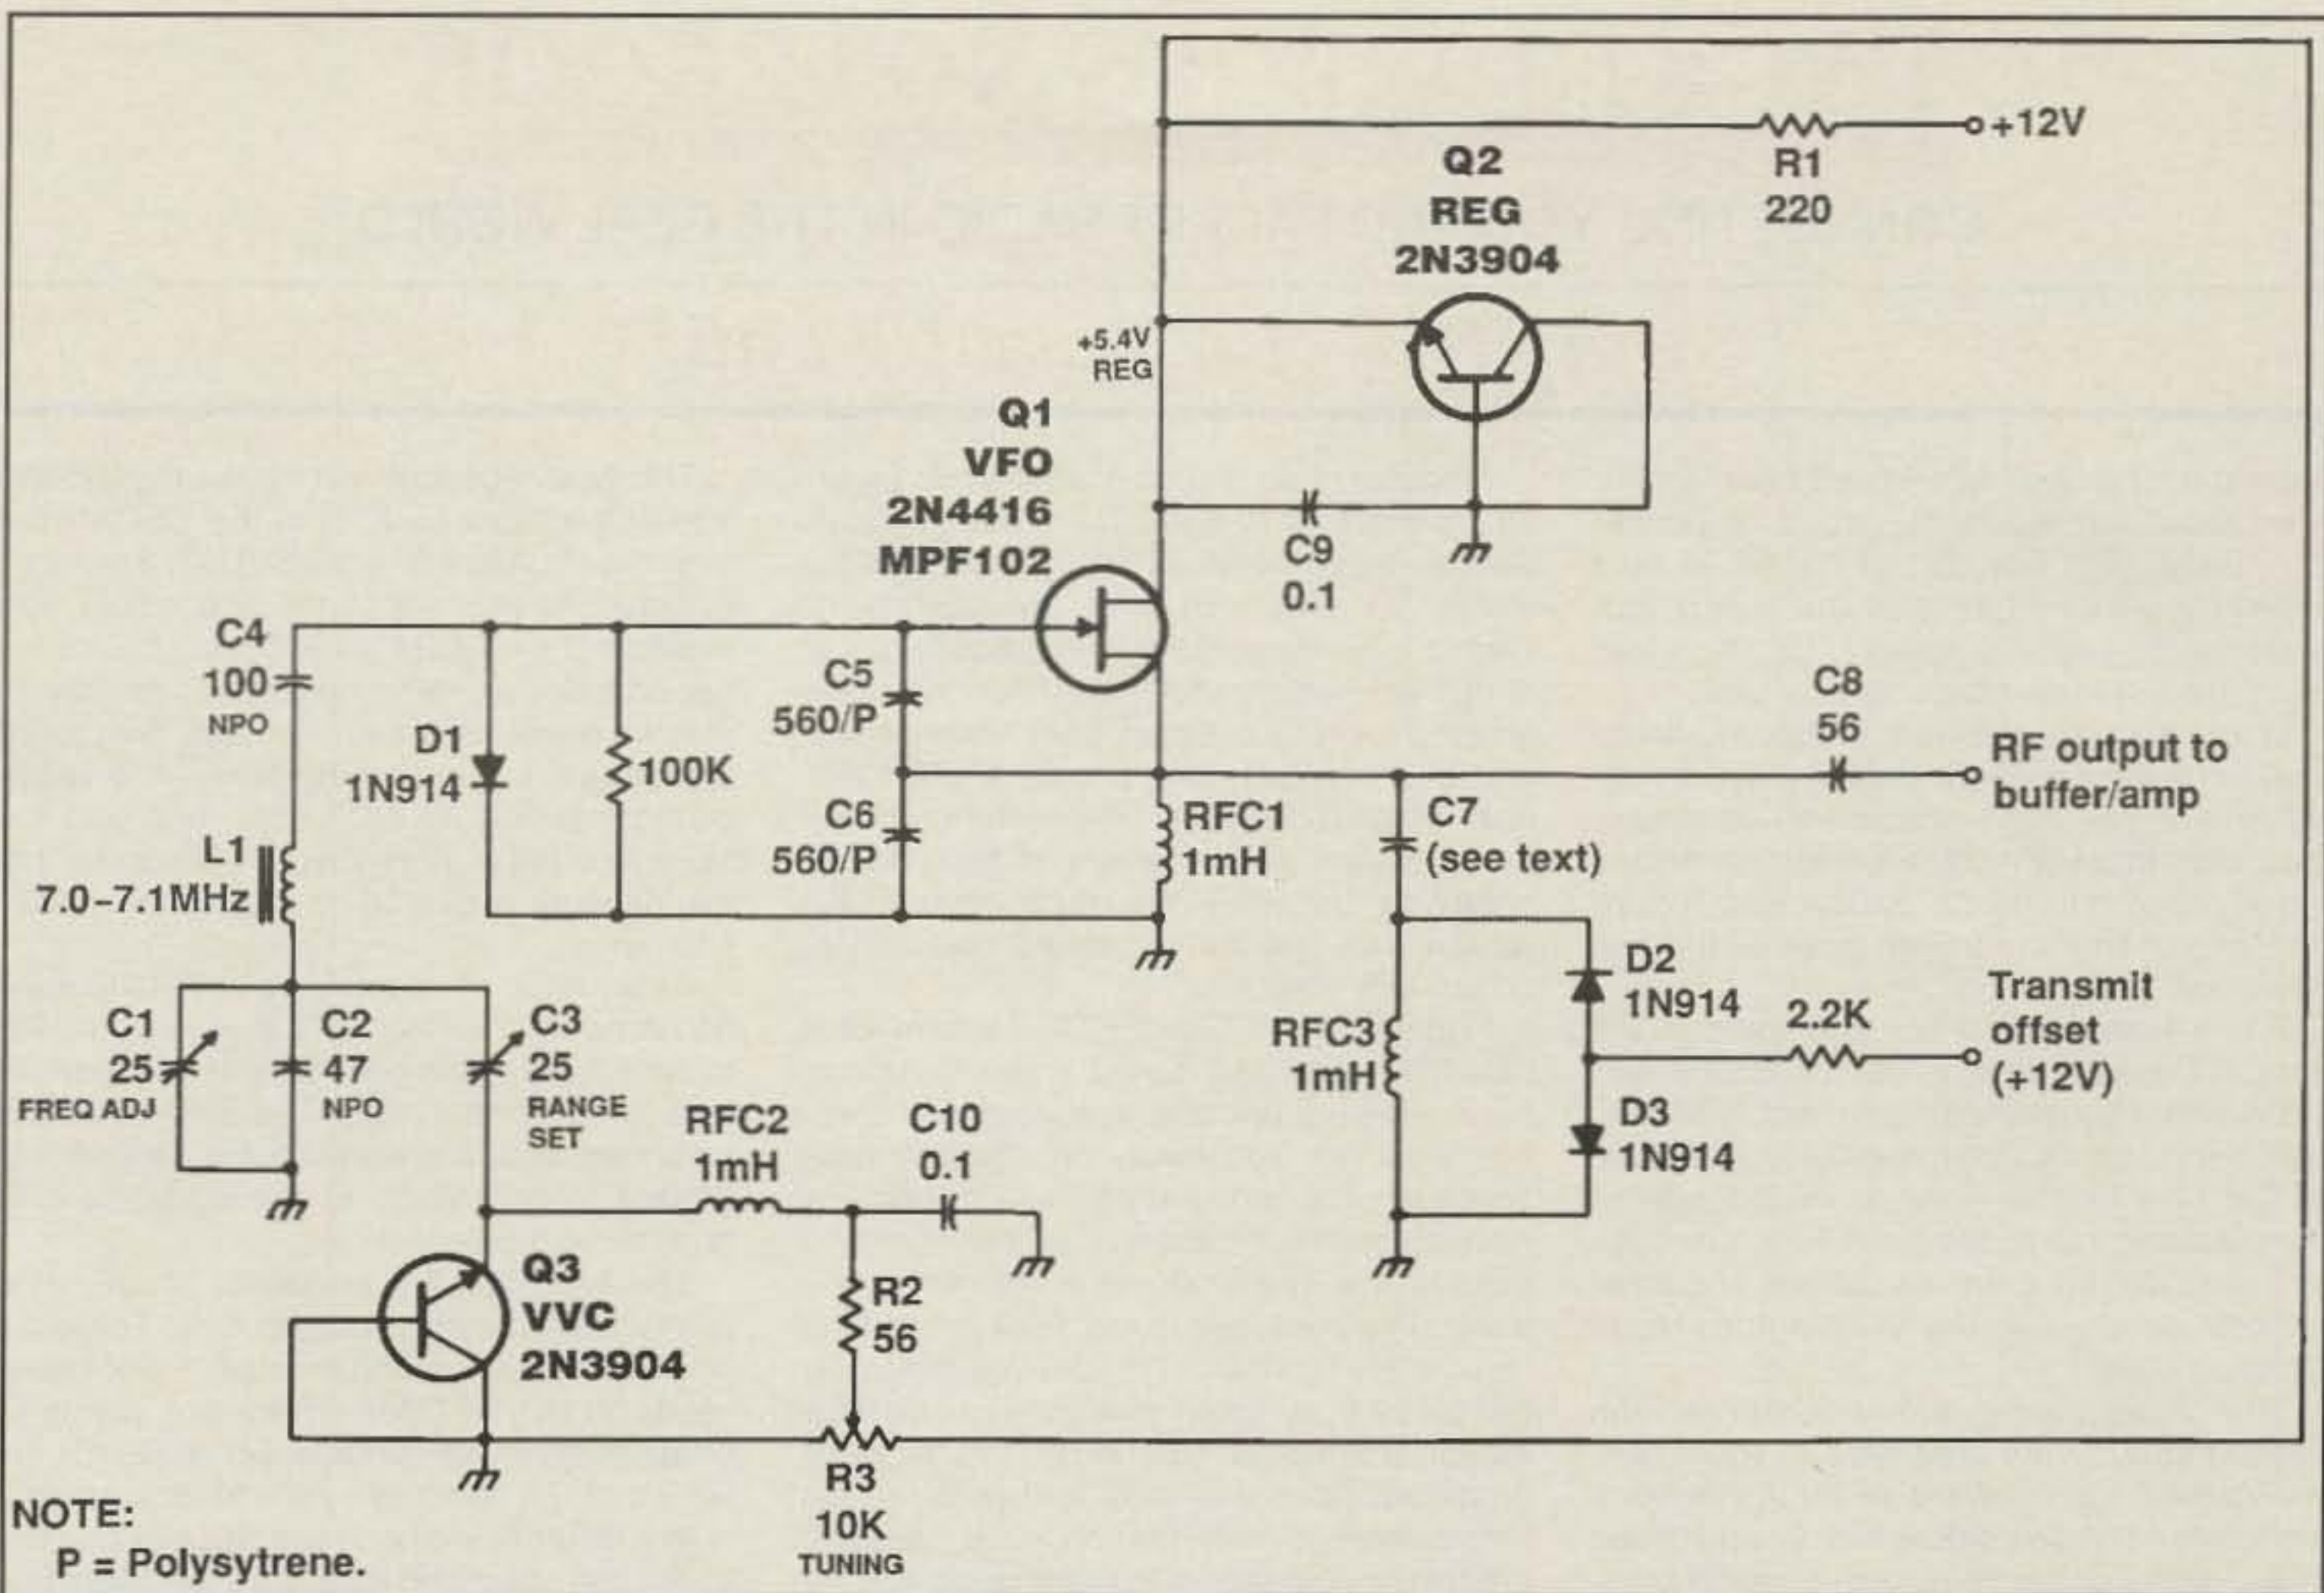 +12V
R1
220
Q2
REG
2N3904
+5.4V
REG
Q1
VFO
2N4416
MPF102
C9
0.1
C4
100
NPO
D1
1N914
100K
C5
560/P
C6
560/P
RFC1
1mH
C7
(see text)
C8
56
RF output to
buffer/amp
L1
7.0–7.1MHz
C1
25
FREQ ADJ
C2
47
NPO
C3
25
RANGE
SET
RFC2
1mH
C10
0.1
RFC3
1mH
D2
1N914
2.2K
Transmit
offset
(+12V)
D3
1N914
Q3
VVC
2N3904
R2
56
R3
10K
TUNING
NOTE:
P = Polysytrene.